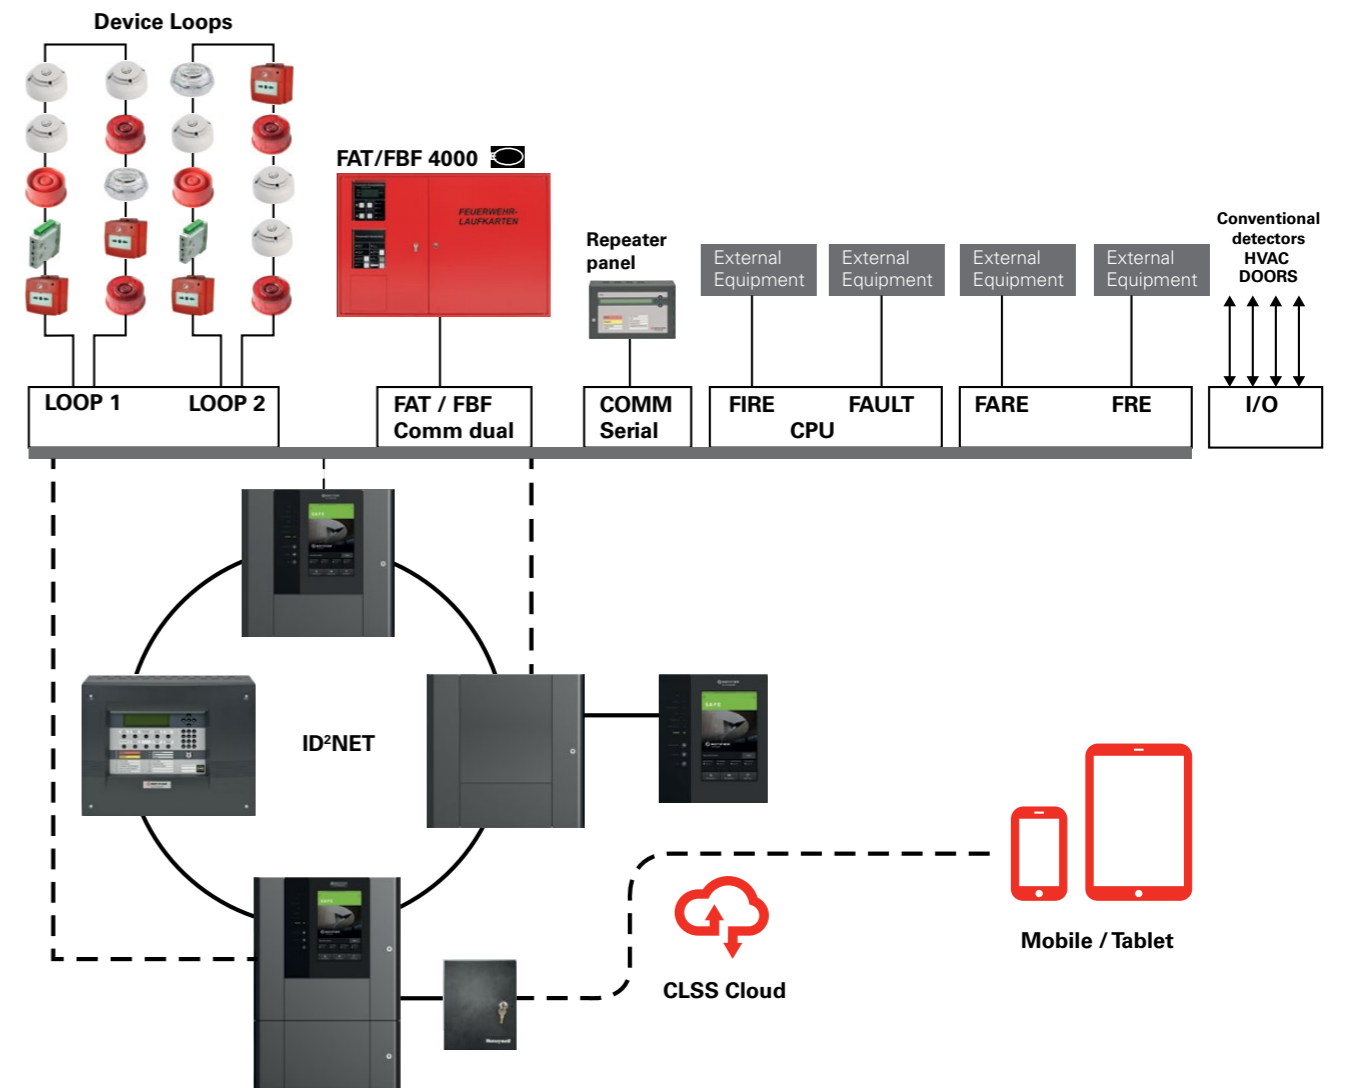 Device Loops
FAT/FBF 4000
FEUERWEHR-
LAUFKARTEN
Repeater
panel
External
Equipment
External
Equipment
External
Equipment
External
Equipment
Conventional
detectors
HVAC
DOORS
LOOP 1
LOOP 2
FAT / FBF
Comm dual
COMM
Serial
FIRE
FAULT
CPU
FARE
FRE
I/O
SAFE
ID²NET
SAFE
SAFE
Honeywell
CLSS Cloud
Mobile / Tablet